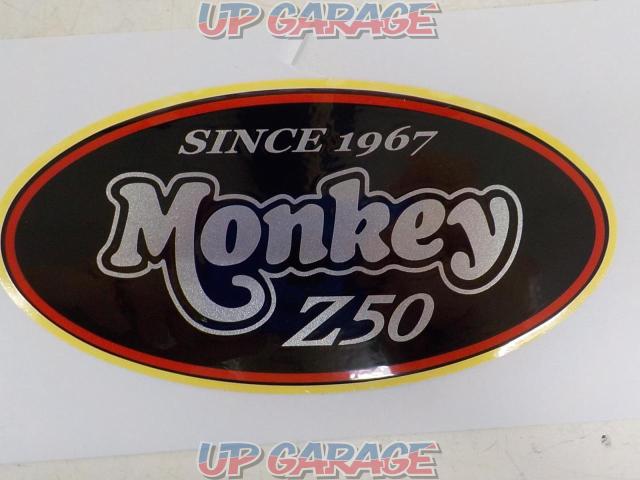 UP GARAGE
SINCE 1967
Monkey
Z50
UP GARAGE